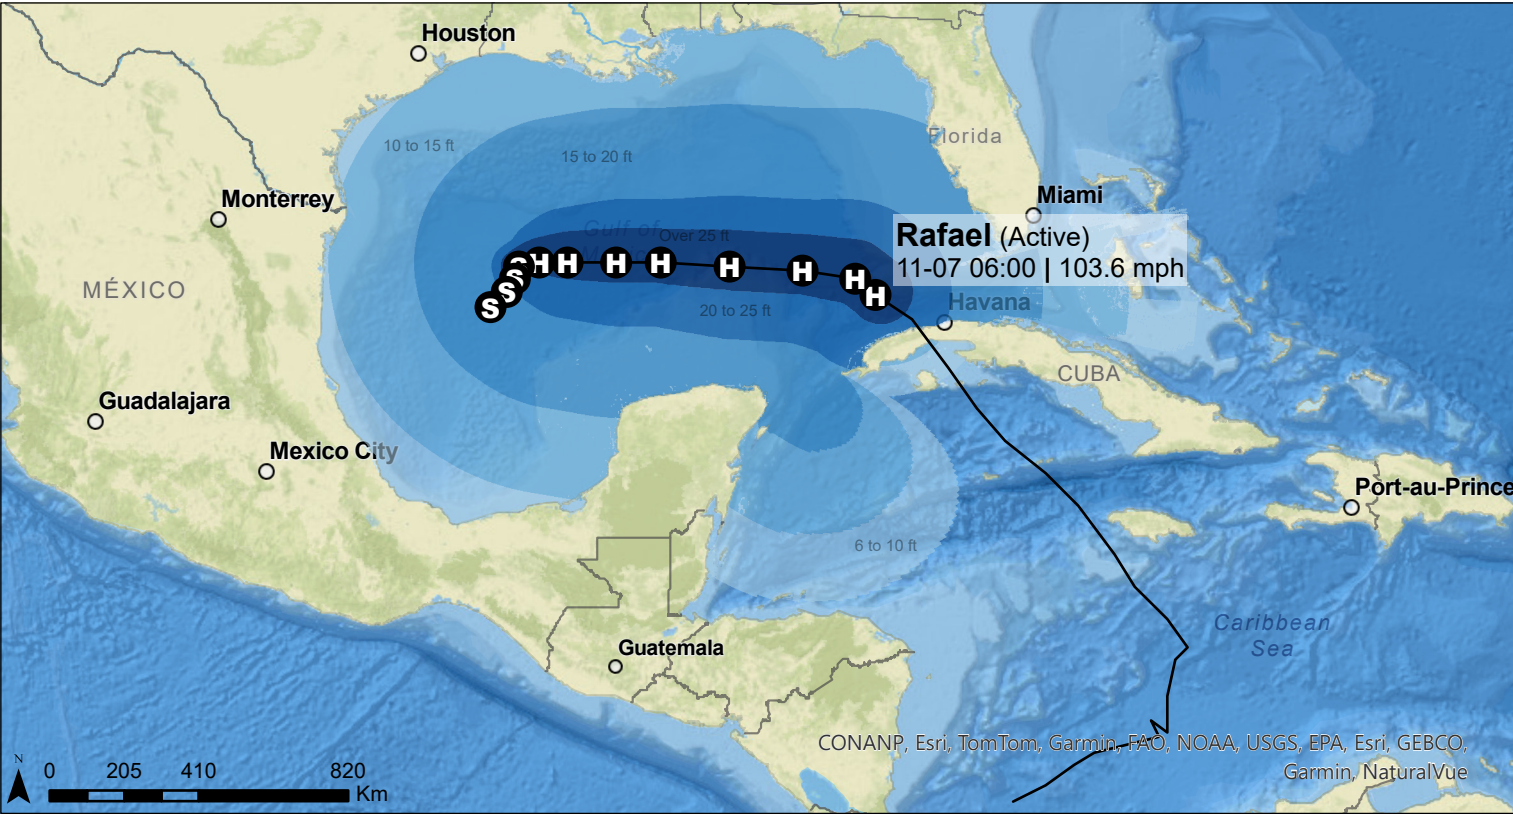 Houston
Florida
10 to 15 ft
15 to 20 ft
Monterrey
Miami
Gulf of
Over 25 ft
Rafael (Active)
11-07 06:00 | 103.6 mph
S H H H H H H H H
S
S
S
MÉXICO
20 to 25 ft
Havana
CUBA
Guadalajara
Mexico City
Port-au-Prince
6 to 10 ft
Caribbean
Sea
Guatemala
CONANP, Esri, TomTom, Garmin, FAO, NOAA, USGS, EPA, Esri, GEBCO,
Garmin, NaturalVue
N
0 205 410 820
Km